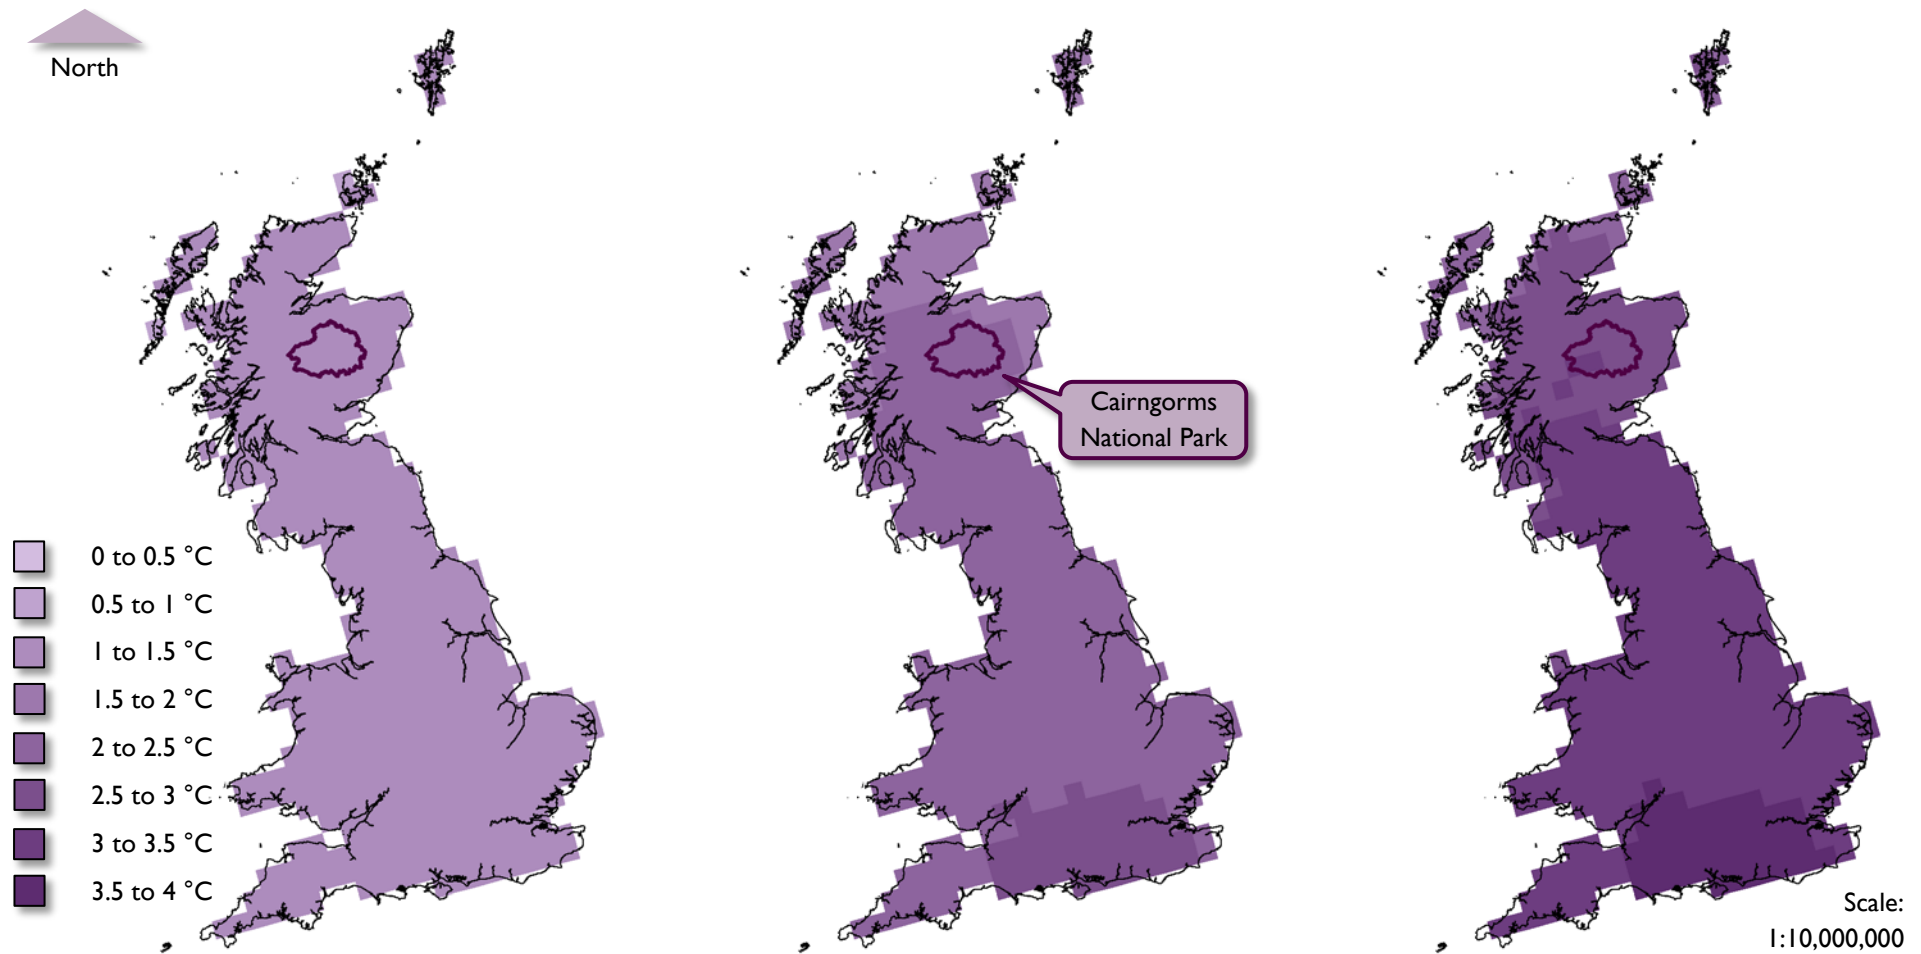 North
Cairngorms
National Park
0 to 0.5 °C
0.5 to 1 °C
1 to 1.5 °C
1.5 to 2 °C
2 to 2.5 °C
2.5 to 3 °C
3 to 3.5 °C
3.5 to 4 °C
Scale:
1:10,000,000